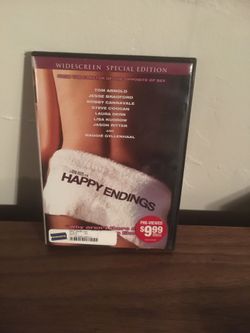 WIDESCREEN SPECIAL EDITION
TOM ARNOLD
JESSE BRADFORD
BOBBY CANNAVALE
STEVE COOGAN
LAURA DERN
LISA KUDROW
JASON RITTER
AND
MAGGIE GYLLENHAAL
HAPPY ENDINGS
PRE-VIEWED
$9.99